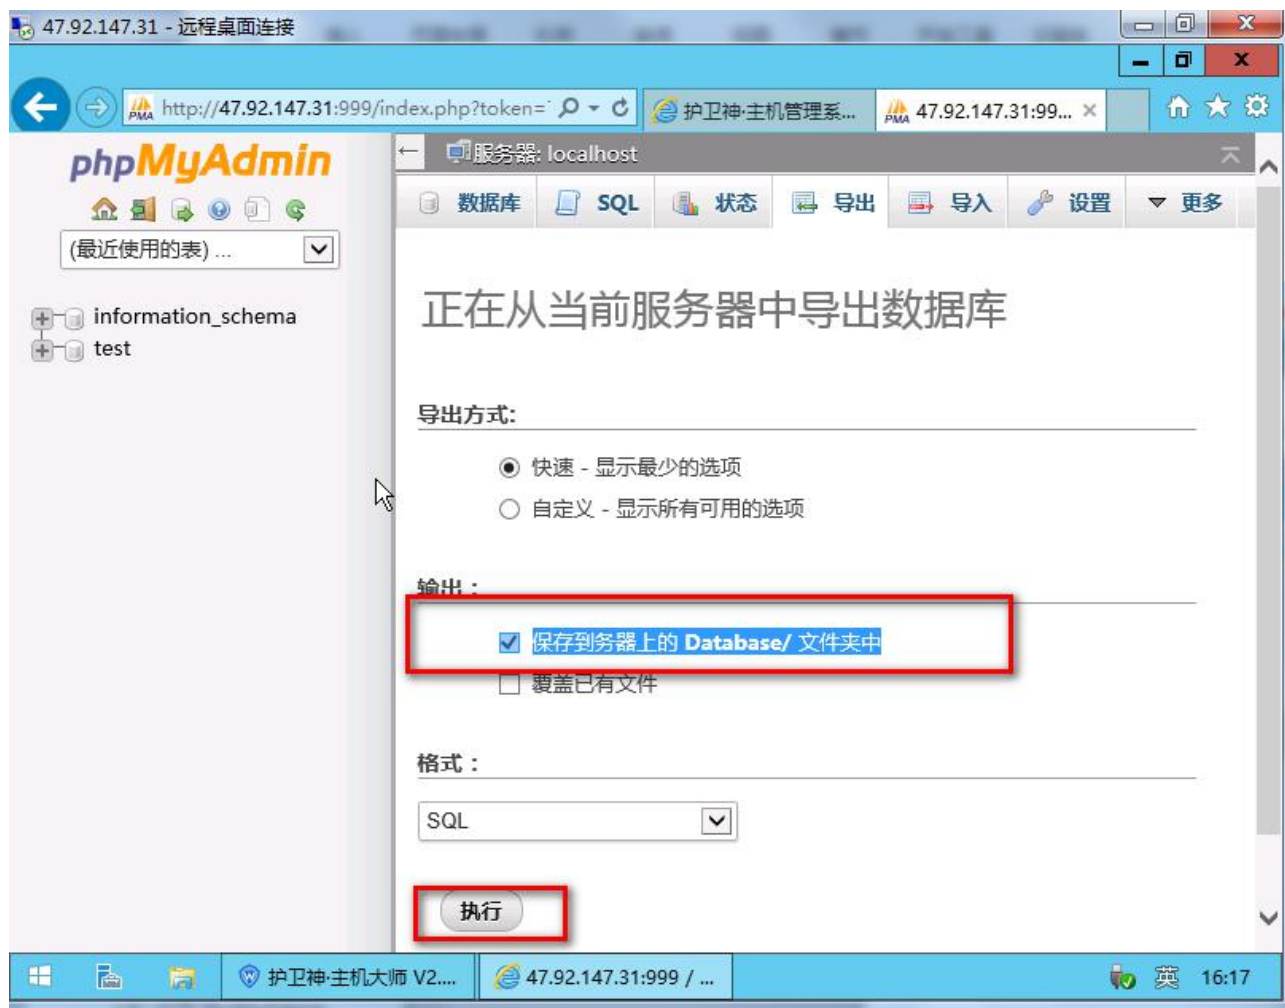 47.92.147.31 - 远程桌面连接
http://47.92.147.31:999/index.php?token=
护卫神·主机管理系...
47.92.147.31:99...
phpMyAdmin
服务器: localhost
数据库 SQL 状态 导出 导入 设置 更多
(最近使用的表) ...
information_schema
test
正在从当前服务器中导出数据库
导出方式:
快速 - 显示最少的选项
自定义 - 显示所有可用的选项
输出：
保存到务器上的 Database/ 文件夹中
覆盖已有文件
格式：
SQL
执行
护卫神·主机大师 V2....
47.92.147.31:999 / ...
英 16:17